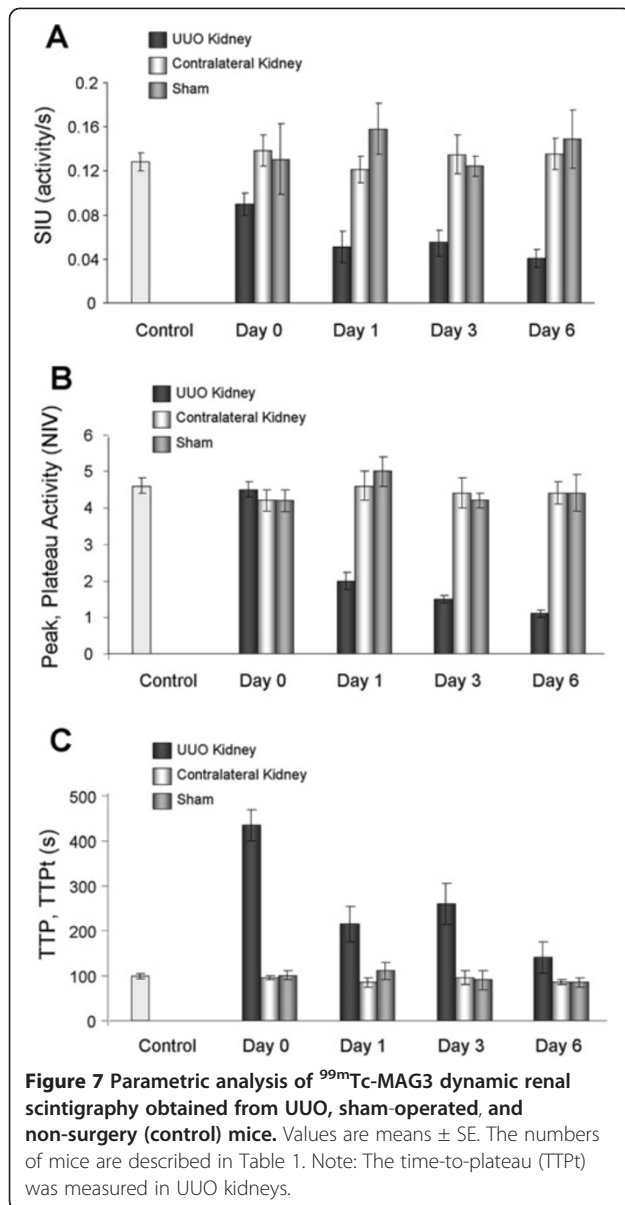 A
UUO Kidney
Contralateral Kidney
Sham
SIU (activity/s)
0.2
0.16
0.12
0.08
0.04
0
Control Day 0 Day 1 Day 3 Day 6
B
UUO Kidney
Contralateral Kidney
Sham
Peak, Plateau Activity (NIV)
6
5
4
3
2
1
0
Control Day 0 Day 1 Day 3 Day 6
C
UUO Kidney
Contralateral Kidney
Sham
TTP, TTPt (s)
500
400
300
200
100
0
Control Day 0 Day 1 Day 3 Day 6
Figure 7 Parametric analysis of ⁹⁹ᵐTc-MAG3 dynamic renal
scintigraphy obtained from UUO, sham-operated, and
non-surgery (control) mice. Values are means ± SE. The numbers
of mice are described in Table 1. Note: The time-to-plateau (TTPt)
was measured in UUO kidneys.